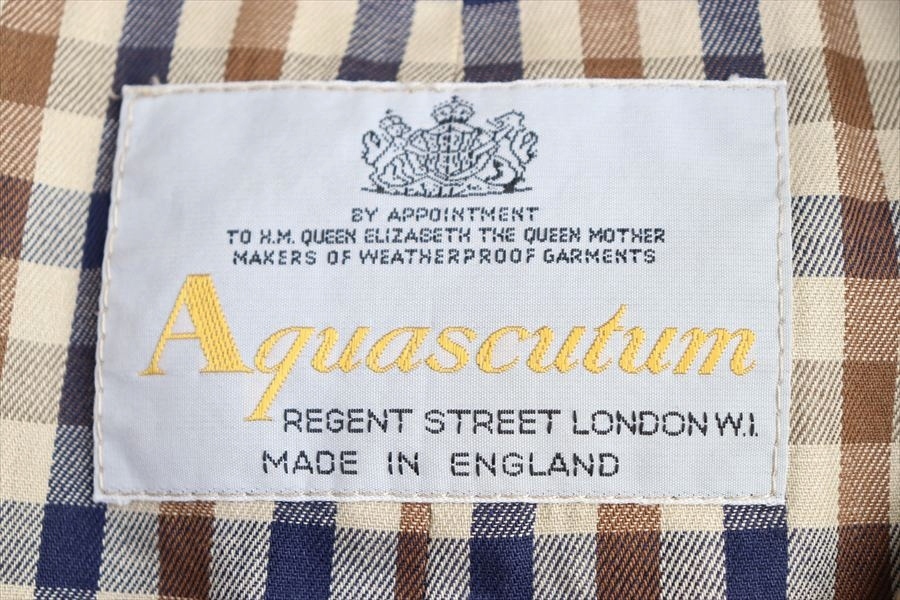 BY APPOINTMENT
TO H.M. QUEEN ELIZABETH THE QUEEN MOTHER
MAKERS OF WEATHERPROOF GARMENTS
Aquascutum
REGENT STREET LONDON W.I.
MADE IN ENGLAND